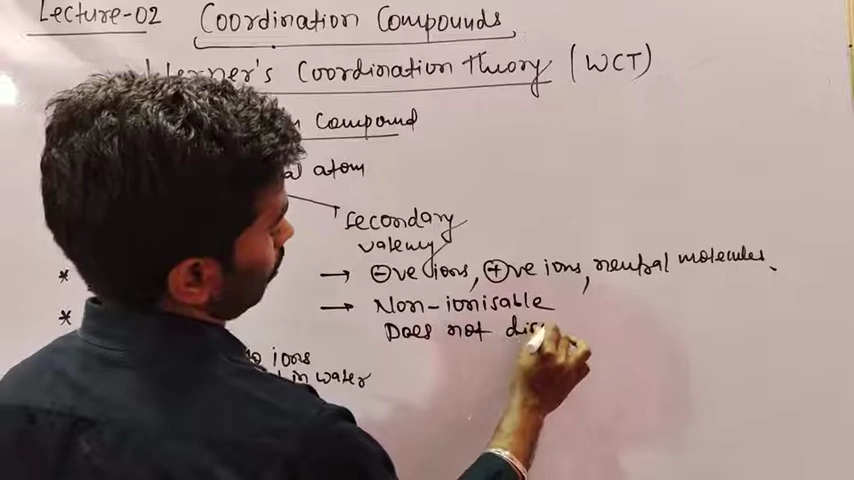 Lecture-02
Coordination Compounds
Werner's Coordination Theory (WCT)
Compound
atom
Secondary
valency
* → ⊖ve ions, ⊕ve ions, neutral molecules.
* → Non-ionisable
Does not dis
ions
in water